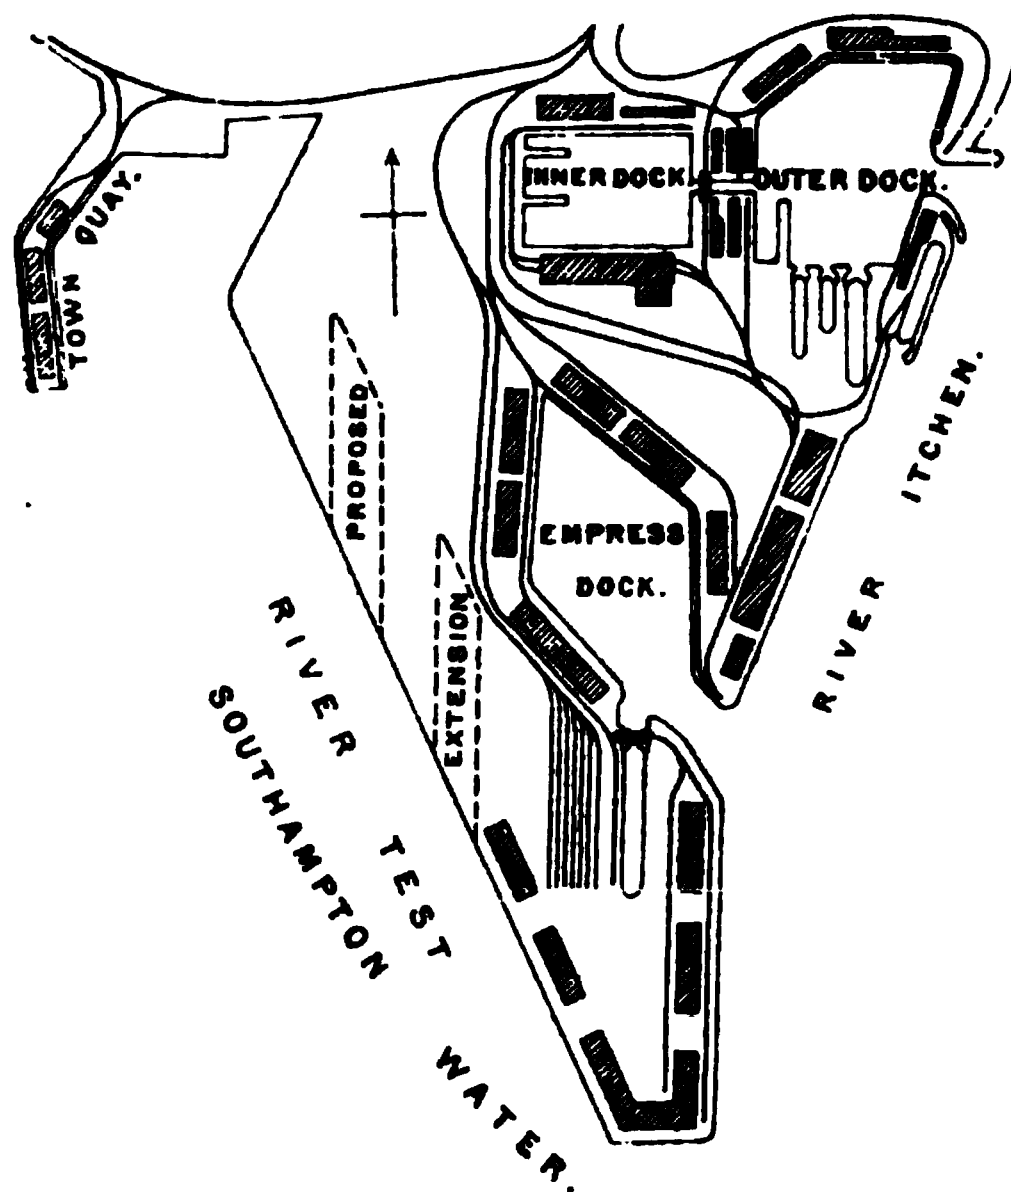 INNER DOCK.
OUTER DOCK.
TOWN QUAY.
PROPOSED
EXTENSION
EMPRESS
DOCK.
RIVER ITCHEN.
RIVER TEST
SOUTHAMPTON WATER.